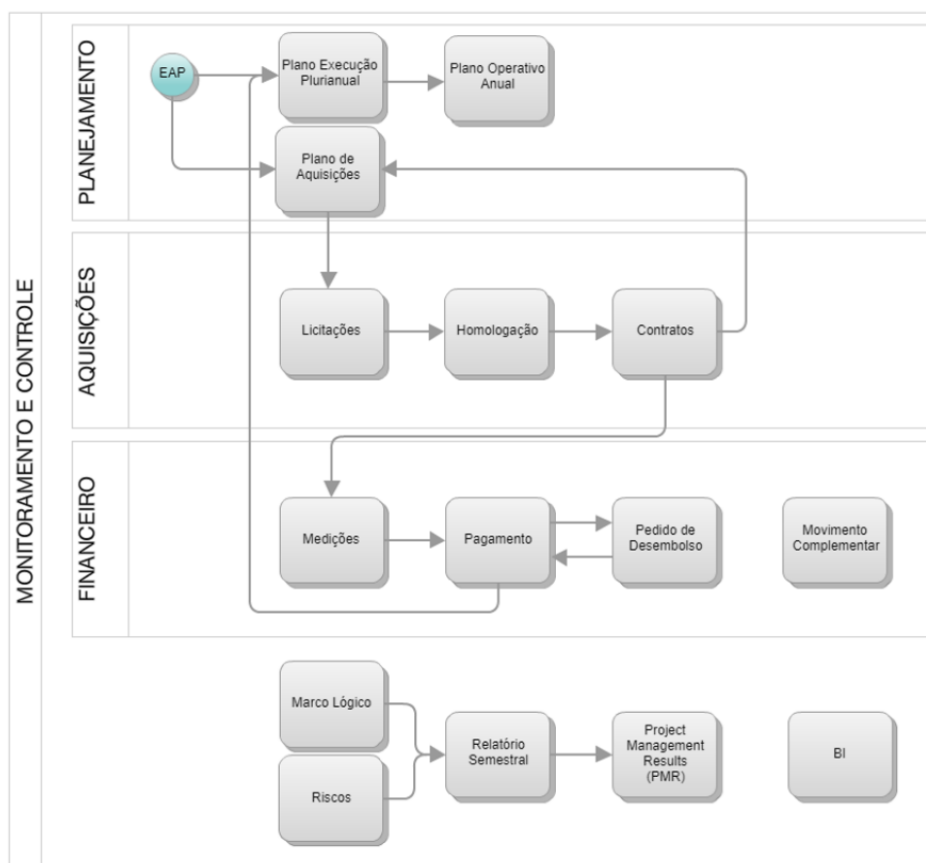 MONITORAMENTO E CONTROLE
PLANEJAMENTO
EAP
Plano Execução
Plurianual
Plano Operativo
Anual
Plano de
Aquisições
AQUISIÇÕES
Licitações
Homologação
Contratos
FINANCEIRO
Medições
Pagamento
Pedido de
Desembolso
Movimento
Complementar
Marco Lógico
Riscos
Relatório
Semestral
Project
Management
Results
(PMR)
BI